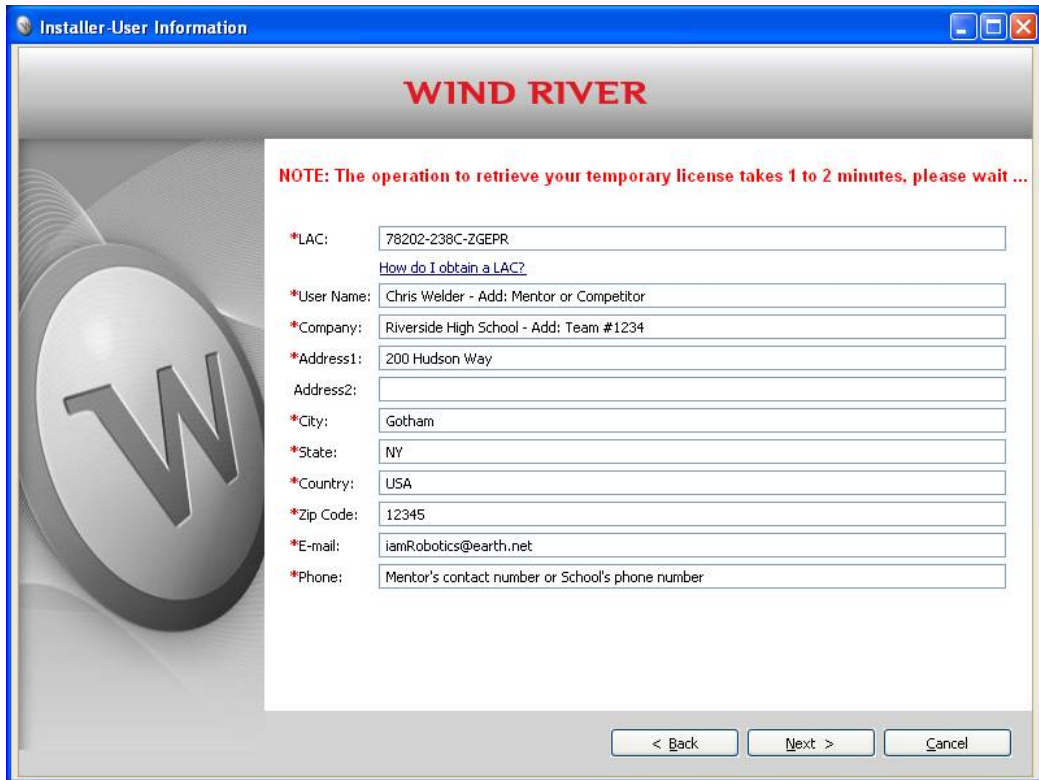 Installer-User Information
WIND RIVER
NOTE: The operation to retrieve your temporary license takes 1 to 2 minutes, please wait ...
*LAC: 78202-238C-ZGEPR
How do I obtain a LAC?
*User Name: Chris Welder - Add: Mentor or Competitor
*Company: Riverside High School - Add: Team #1234
*Address1: 200 Hudson Way
Address2:
*City: Gotham
*State: NY
*Country: USA
*Zip Code: 12345
*E-mail: iamRobotics@earth.net
*Phone: Mentor's contact number or School's phone number
W
< Back Next > Cancel